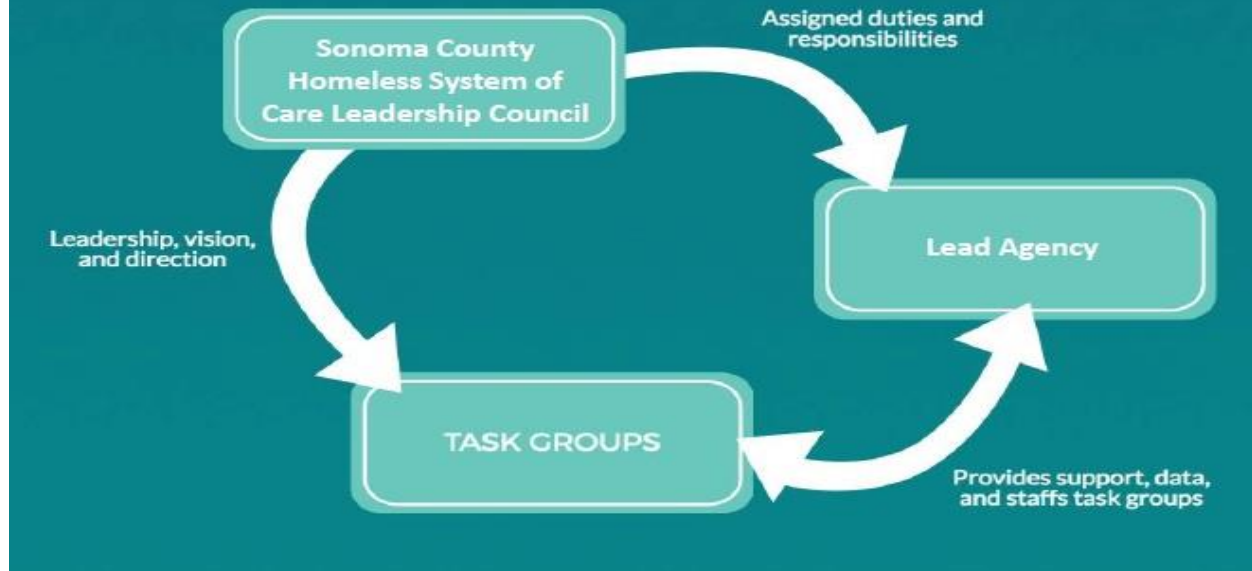 Sonoma County
Homeless System of
Care Leadership Council
Assigned duties and
responsibilities
Lead Agency
Leadership, vision,
and direction
TASK GROUPS
Provides support, data,
and staffs task groups